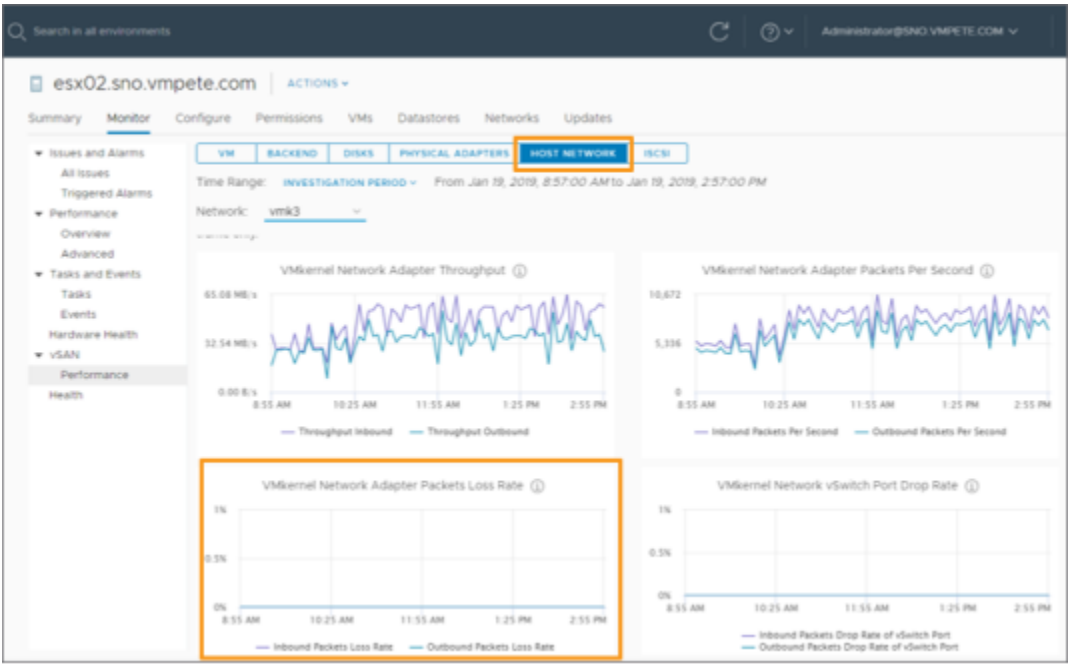 Search in all environments
Administrator@SNO.VMPETE.COM
esx02.sno.vmpete.com ACTIONS
Summary Monitor Configure Permissions VMs Datastores Networks Updates
Issues and Alarms
All Issues
Triggered Alarms
Performance
Overview
Advanced
Tasks and Events
Tasks
Events
Hardware Health
vSAN
Performance
Health
VM BACKEND DISKS PHYSICAL ADAPTERS HOST NETWORK ISCSI
Time Range: INVESTIGATION PERIOD From Jan 19, 2019, 8:57:00 AM to Jan 19, 2019, 2:57:00 PM
Network: vmk3
VMkernel Network Adapter Throughput
65.08 MB/s
32.54 MB/s
0.00 B/s
8:55 AM 10:25 AM 11:55 AM 1:25 PM 2:55 PM
Throughput Inbound Throughput Outbound
VMkernel Network Adapter Packets Per Second
10,672
5,336
0
8:55 AM 10:25 AM 11:55 AM 1:25 PM 2:55 PM
Inbound Packets Per Second Outbound Packets Per Second
VMkernel Network Adapter Packets Loss Rate
1%
0.5%
0%
8:55 AM 10:25 AM 11:55 AM 1:25 PM 2:55 PM
Inbound Packets Loss Rate Outbound Packets Loss Rate
VMkernel Network vSwitch Port Drop Rate
1%
0.5%
0%
8:55 AM 10:25 AM 11:55 AM 1:25 PM 2:55 PM
Inbound Packets Drop Rate of vSwitch Port
Outbound Packets Drop Rate of vSwitch Port